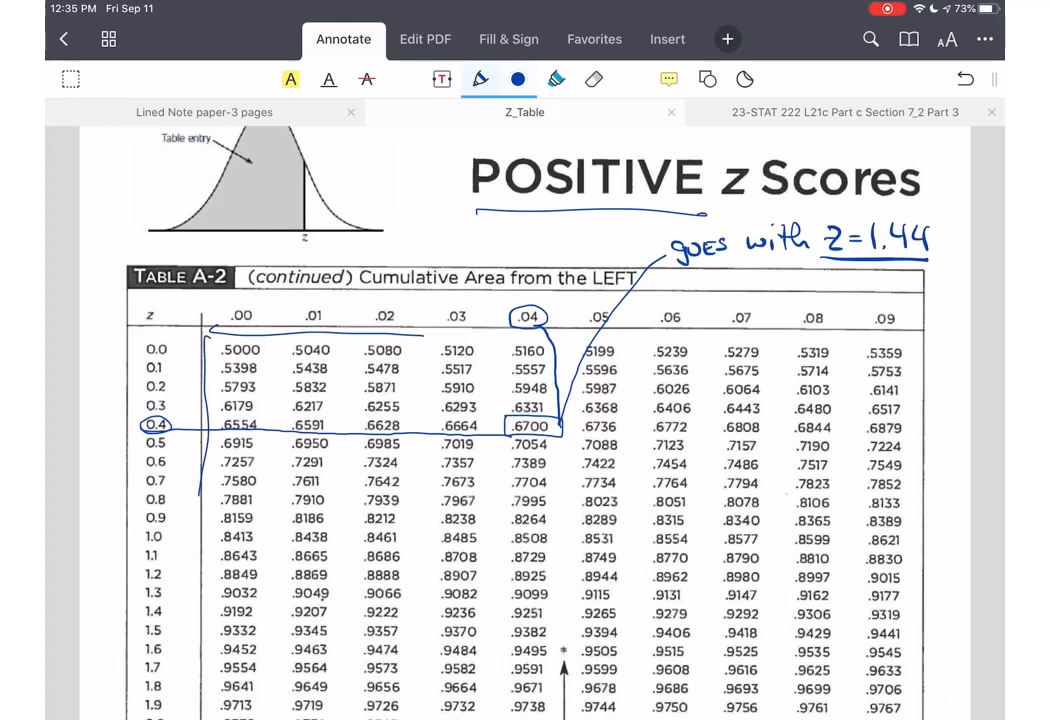 12:35 PM Fri Sep 11 73%
Annotate Edit PDF Fill & Sign Favorites Insert + AA
A A A T
Lined Note paper-3 pages × Z_Table × 23-STAT 222 L21c Part c Section 7_2 Part 3 ×
Table entry
z
POSITIVE z Scores
goes with z=1.44
TABLE A-2 (continued) Cumulative Area from the LEFT
z .00 .01 .02 .03 .04 .05 .06 .07 .08 .09
0.0 .5000 .5040 .5080 .5120 .5160 .5199 .5239 .5279 .5319 .5359
0.1 .5398 .5438 .5478 .5517 .5557 .5596 .5636 .5675 .5714 .5753
0.2 .5793 .5832 .5871 .5910 .5948 .5987 .6026 .6064 .6103 .6141
0.3 .6179 .6217 .6255 .6293 .6331 .6368 .6406 .6443 .6480 .6517
0.4 .6554 .6591 .6628 .6664 .6700 .6736 .6772 .6808 .6844 .6879
0.5 .6915 .6950 .6985 .7019 .7054 .7088 .7123 .7157 .7190 .7224
0.6 .7257 .7291 .7324 .7357 .7389 .7422 .7454 .7486 .7517 .7549
0.7 .7580 .7611 .7642 .7673 .7704 .7734 .7764 .7794 .7823 .7852
0.8 .7881 .7910 .7939 .7967 .7995 .8023 .8051 .8078 .8106 .8133
0.9 .8159 .8186 .8212 .8238 .8264 .8289 .8315 .8340 .8365 .8389
1.0 .8413 .8438 .8461 .8485 .8508 .8531 .8554 .8577 .8599 .8621
1.1 .8643 .8665 .8686 .8708 .8729 .8749 .8770 .8790 .8810 .8830
1.2 .8849 .8869 .8888 .8907 .8925 .8944 .8962 .8980 .8997 .9015
1.3 .9032 .9049 .9066 .9082 .9099 .9115 .9131 .9147 .9162 .9177
1.4 .9192 .9207 .9222 .9236 .9251 .9265 .9279 .9292 .9306 .9319
1.5 .9332 .9345 .9357 .9370 .9382 .9394 .9406 .9418 .9429 .9441
1.6 .9452 .9463 .9474 .9484 .9495 * .9505 .9515 .9525 .9535 .9545
1.7 .9554 .9564 .9573 .9582 .9591 .9599 .9608 .9616 .9625 .9633
1.8 .9641 .9649 .9656 .9664 .9671 .9678 .9686 .9693 .9699 .9706
1.9 .9713 .9719 .9726 .9732 .9738 .9744 .9750 .9756 .9761 .9767